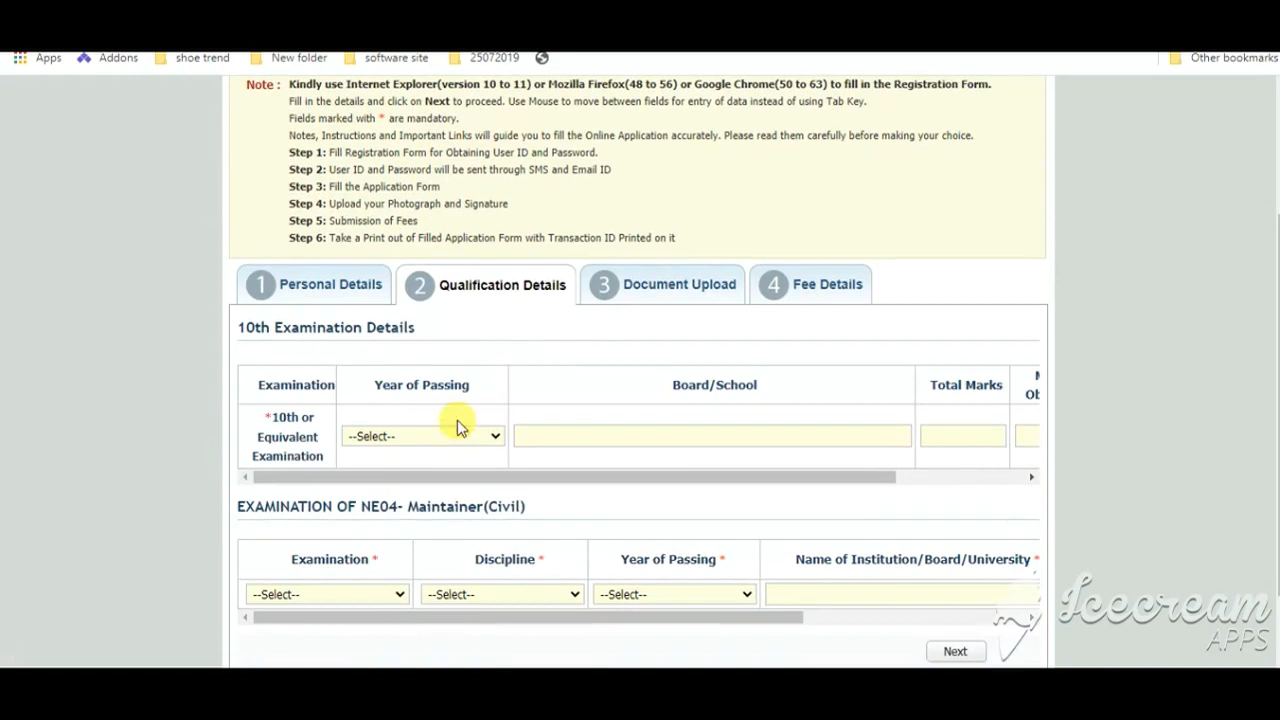 Apps Addons shoe trend New folder software site 25072019 Other bookmarks
Note : Kindly use Internet Explorer(version 10 to 11) or Mozilla Firefox(48 to 56) or Google Chrome(50 to 63) to fill in the Registration Form.
Fill in the details and click on Next to proceed. Use Mouse to move between fields for entry of data instead of using Tab Key.
Fields marked with * are mandatory.
Notes, Instructions and Important Links will guide you to fill the Online Application accurately. Please read them carefully before making your choice.
Step 1: Fill Registration Form for Obtaining User ID and Password.
Step 2: User ID and Password will be sent through SMS and Email ID
Step 3: Fill the Application Form
Step 4: Upload your Photograph and Signature
Step 5: Submission of Fees
Step 6: Take a Print out of Filled Application Form with Transaction ID Printed on it
1 Personal Details 2 Qualification Details 3 Document Upload 4 Fee Details
10th Examination Details
Examination Year of Passing Board/School Total Marks
*10th or
Equivalent
Examination
--Select--
EXAMINATION OF NE04- Maintainer(Civil)
Examination * Discipline * Year of Passing * Name of Institution/Board/University *
--Select-- --Select-- --Select--
my Icecream
APPS
Next